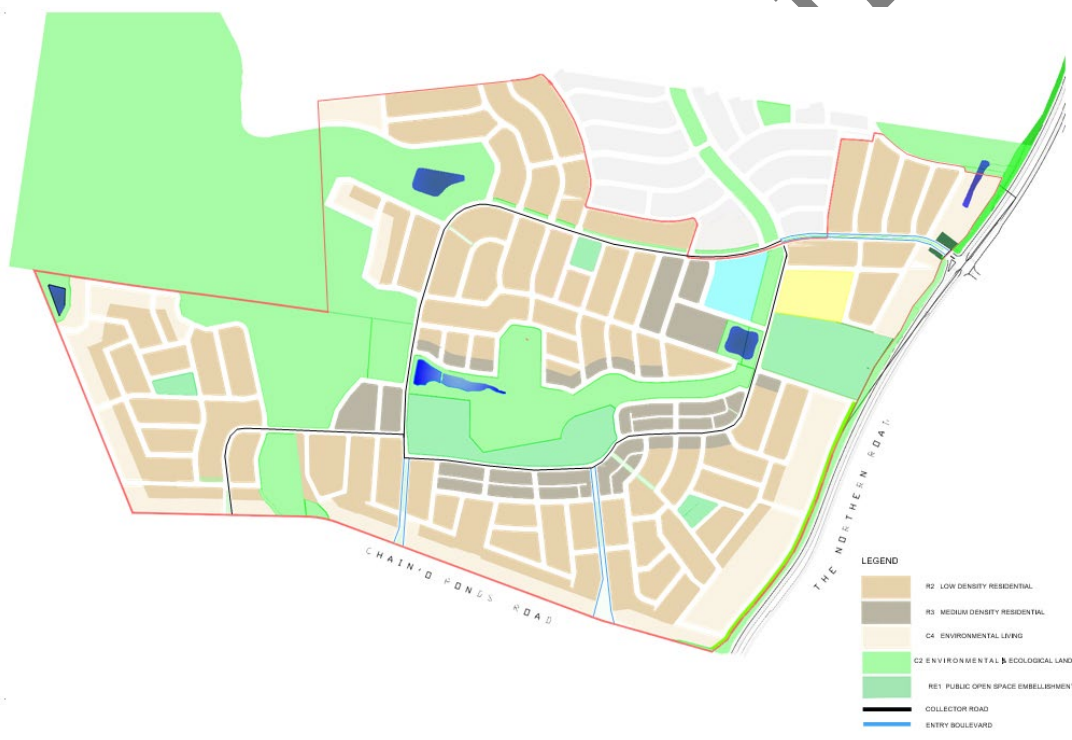 CHAIN'O PONDS ROAD
THE NORTHERN ROAD
LEGEND
R2 LOW DENSITY RESIDENTIAL
R3 MEDIUM DENSITY RESIDENTIAL
C4 ENVIRONMENTAL LIVING
C2 ENVIRONMENTAL & ECOLOGICAL LAND
RE1 PUBLIC OPEN SPACE EMBELLISHMENT
COLLECTOR ROAD
ENTRY BOULEVARD